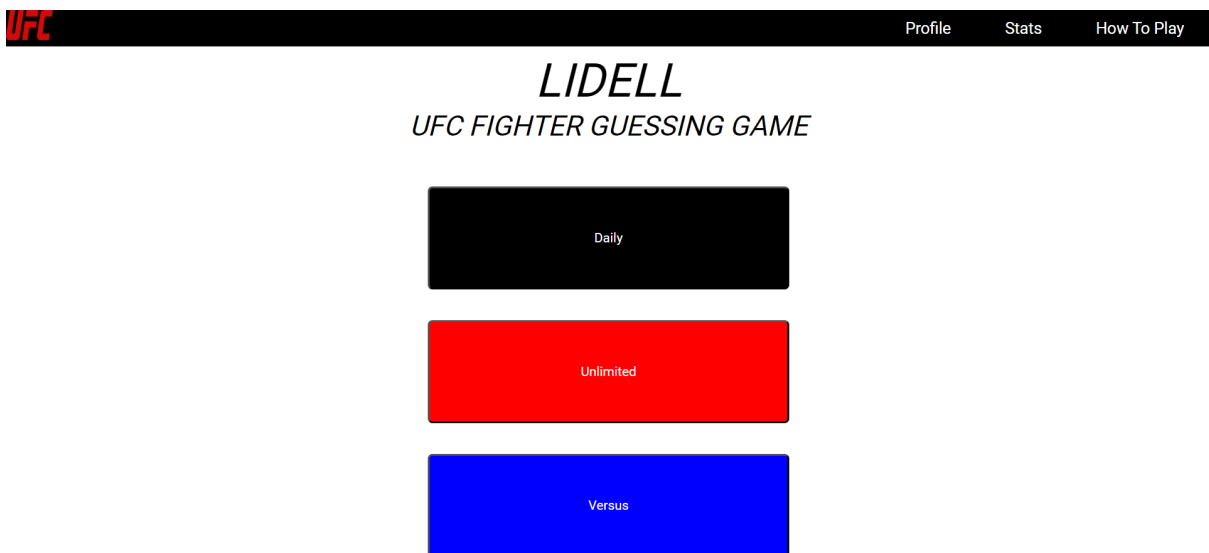 UFC
Profile Stats How To Play
LIDELL
UFC FIGHTER GUESSING GAME
Daily
Unlimited
Versus